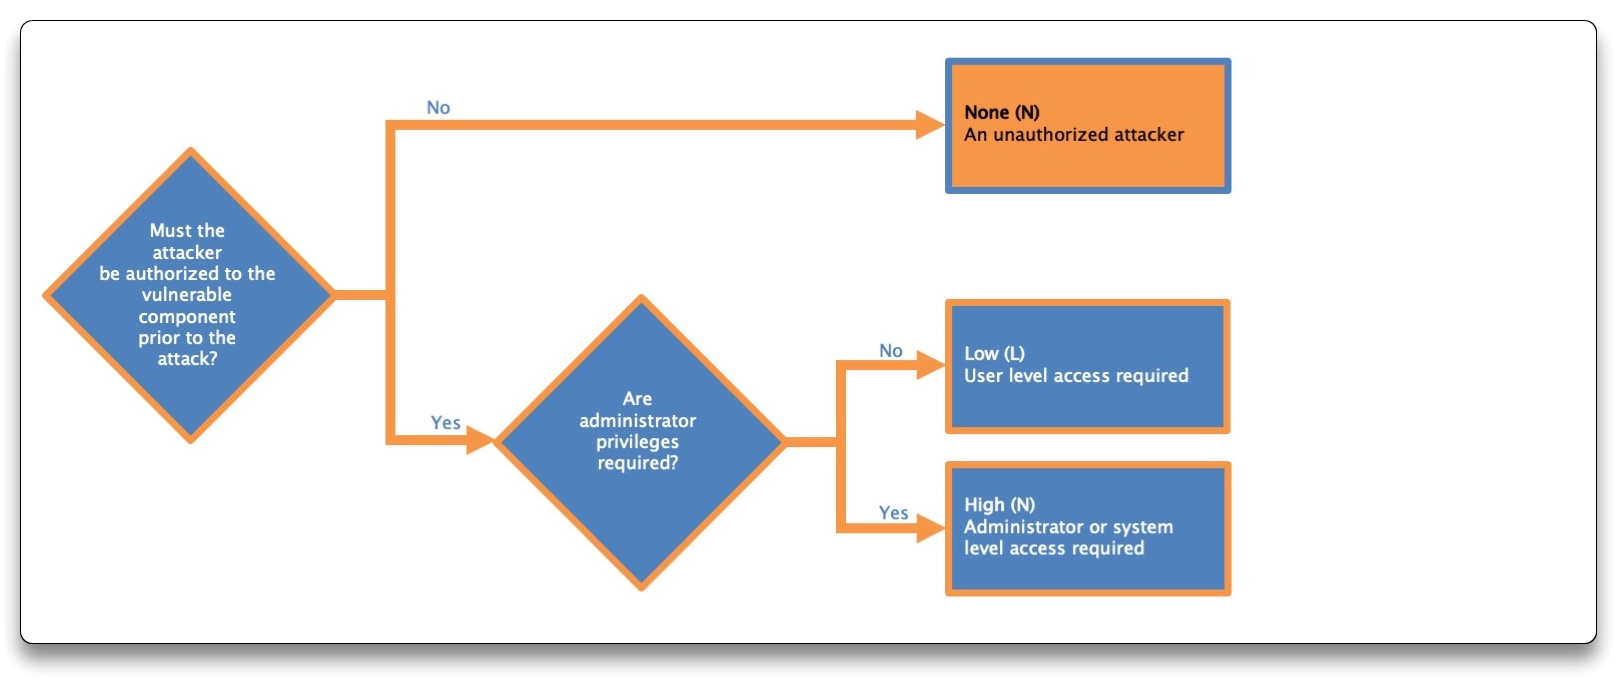 Must the
attacker
be authorized to the
vulnerable
component
prior to the
attack?
No
None (N)
An unauthorized attacker
Yes
Are
administrator
privileges
required?
No
Low (L)
User level access required
Yes
High (N)
Administrator or system
level access required